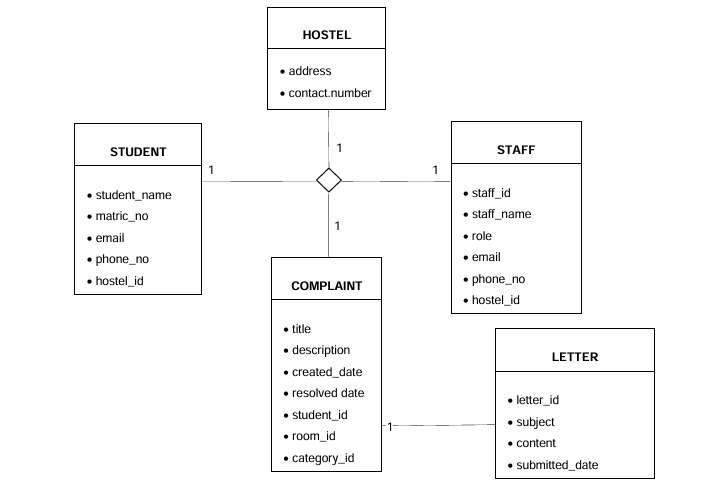 HOSTEL
• address
• contact.number
1
STUDENT
• student_name
• matric_no
• email
• phone_no
• hostel_id
1
1
STAFF
• staff_id
• staff_name
• role
• email
• phone_no
• hostel_id
1
COMPLAINT
• title
• description
• created_date
• resolved date
• student_id
• room_id
• category_id
1
LETTER
• letter_id
• subject
• content
• submitted_date